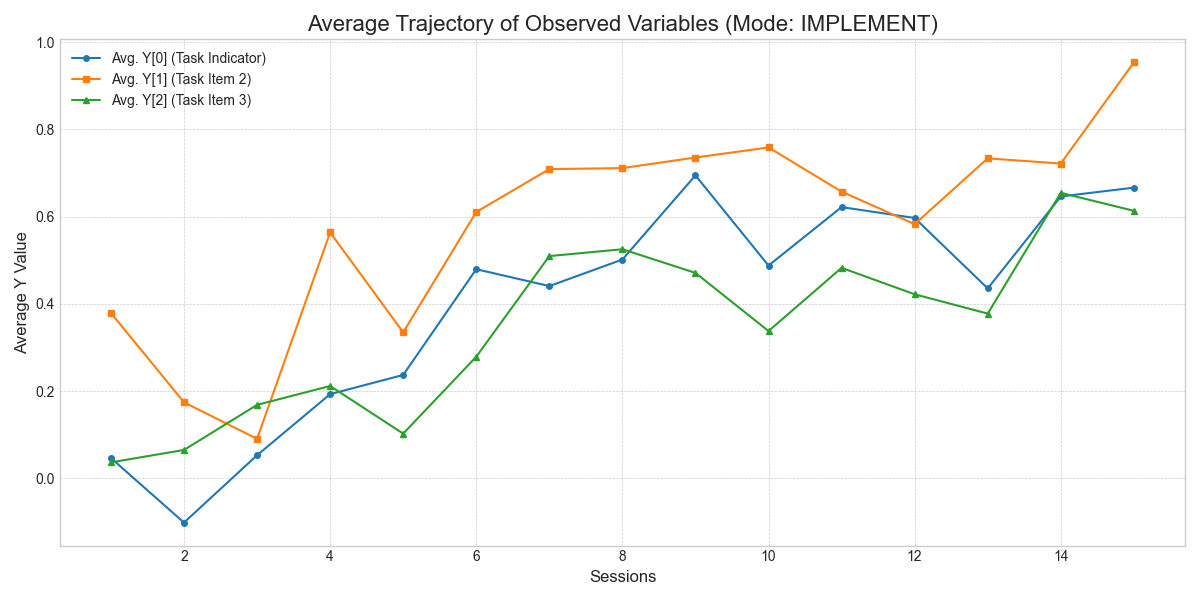 Average Trajectory of Observed Variables (Mode: IMPLEMENT)
Avg. Y[0] (Task Indicator)
Avg. Y[1] (Task Item 2)
Avg. Y[2] (Task Item 3)
Average Y Value
1.0
0.8
0.6
0.4
0.2
0.0
2 4 6 8 10 12 14
Sessions